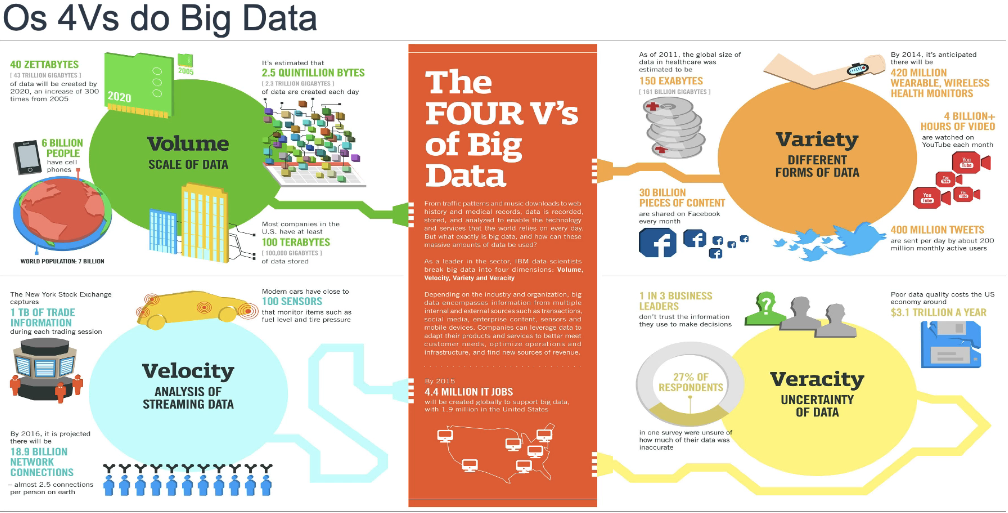 Os 4Vs do Big Data
40 ZETTABYTES
[ 43 TRILLION GIGABYTES ]
of data will be created by
2020, an increase of 300
times from 2005
2005
2020
It's estimated that
2.5 QUINTILLION BYTES
[ 2.3 TRILLION GIGABYTES ]
of data are created each day
6 BILLION
PEOPLE
have cell
phones
WORLD POPULATION: 7 BILLION
Volume
SCALE OF DATA
Most companies in the
U.S. have at least
100 TERABYTES
[ 100,000 GIGABYTES ]
of data stored
The New York Stock Exchange
captures
1 TB OF TRADE
INFORMATION
during each trading session
Modern cars have close to
100 SENSORS
that monitor items such as
fuel level and tire pressure
Velocity
ANALYSIS OF
STREAMING DATA
By 2016, it is projected
there will be
18.9 BILLION
NETWORK
CONNECTIONS
– almost 2.5 connections
per person on earth
The
FOUR V's
of Big
Data
From traffic patterns and music downloads to web
history and medical records, data is recorded,
stored, and analyzed to enable the technology
and services that the world relies on every day.
But what exactly is big data, and how can these
massive amounts of data be used?
As a leader in the sector, IBM data scientists
break big data into four dimensions: Volume,
Velocity, Variety and Veracity
Depending on the industry and organization, big
data encompasses information from multiple
internal and external sources such as transactions,
social media, enterprise content, sensors and
mobile devices. Companies can leverage data to
adapt their products and services to better meet
customer needs, optimize operations and
infrastructure, and find new sources of revenue.
By 2015
4.4 MILLION IT JOBS
will be created globally to support big data,
with 1.9 million in the United States
As of 2011, the global size of
data in healthcare was
estimated to be
150 EXABYTES
[ 161 BILLION GIGABYTES ]
By 2014, it's anticipated
there will be
420 MILLION
WEARABLE, WIRELESS
HEALTH MONITORS
4 BILLION+
HOURS OF VIDEO
are watched on
YouTube each month
You
Tube
You
Tube
You
Tube
You
Tube
Variety
DIFFERENT
FORMS OF DATA
30 BILLION
PIECES OF CONTENT
are shared on Facebook
every month
400 MILLION TWEETS
are sent per day by about 200
million monthly active users
1 IN 3 BUSINESS
LEADERS
don't trust the information
they use to make decisions
Poor data quality costs the US
economy around
$3.1 TRILLION A YEAR
27% OF
RESPONDENTS
in one survey were unsure of
how much of their data was
inaccurate
Veracity
UNCERTAINTY
OF DATA